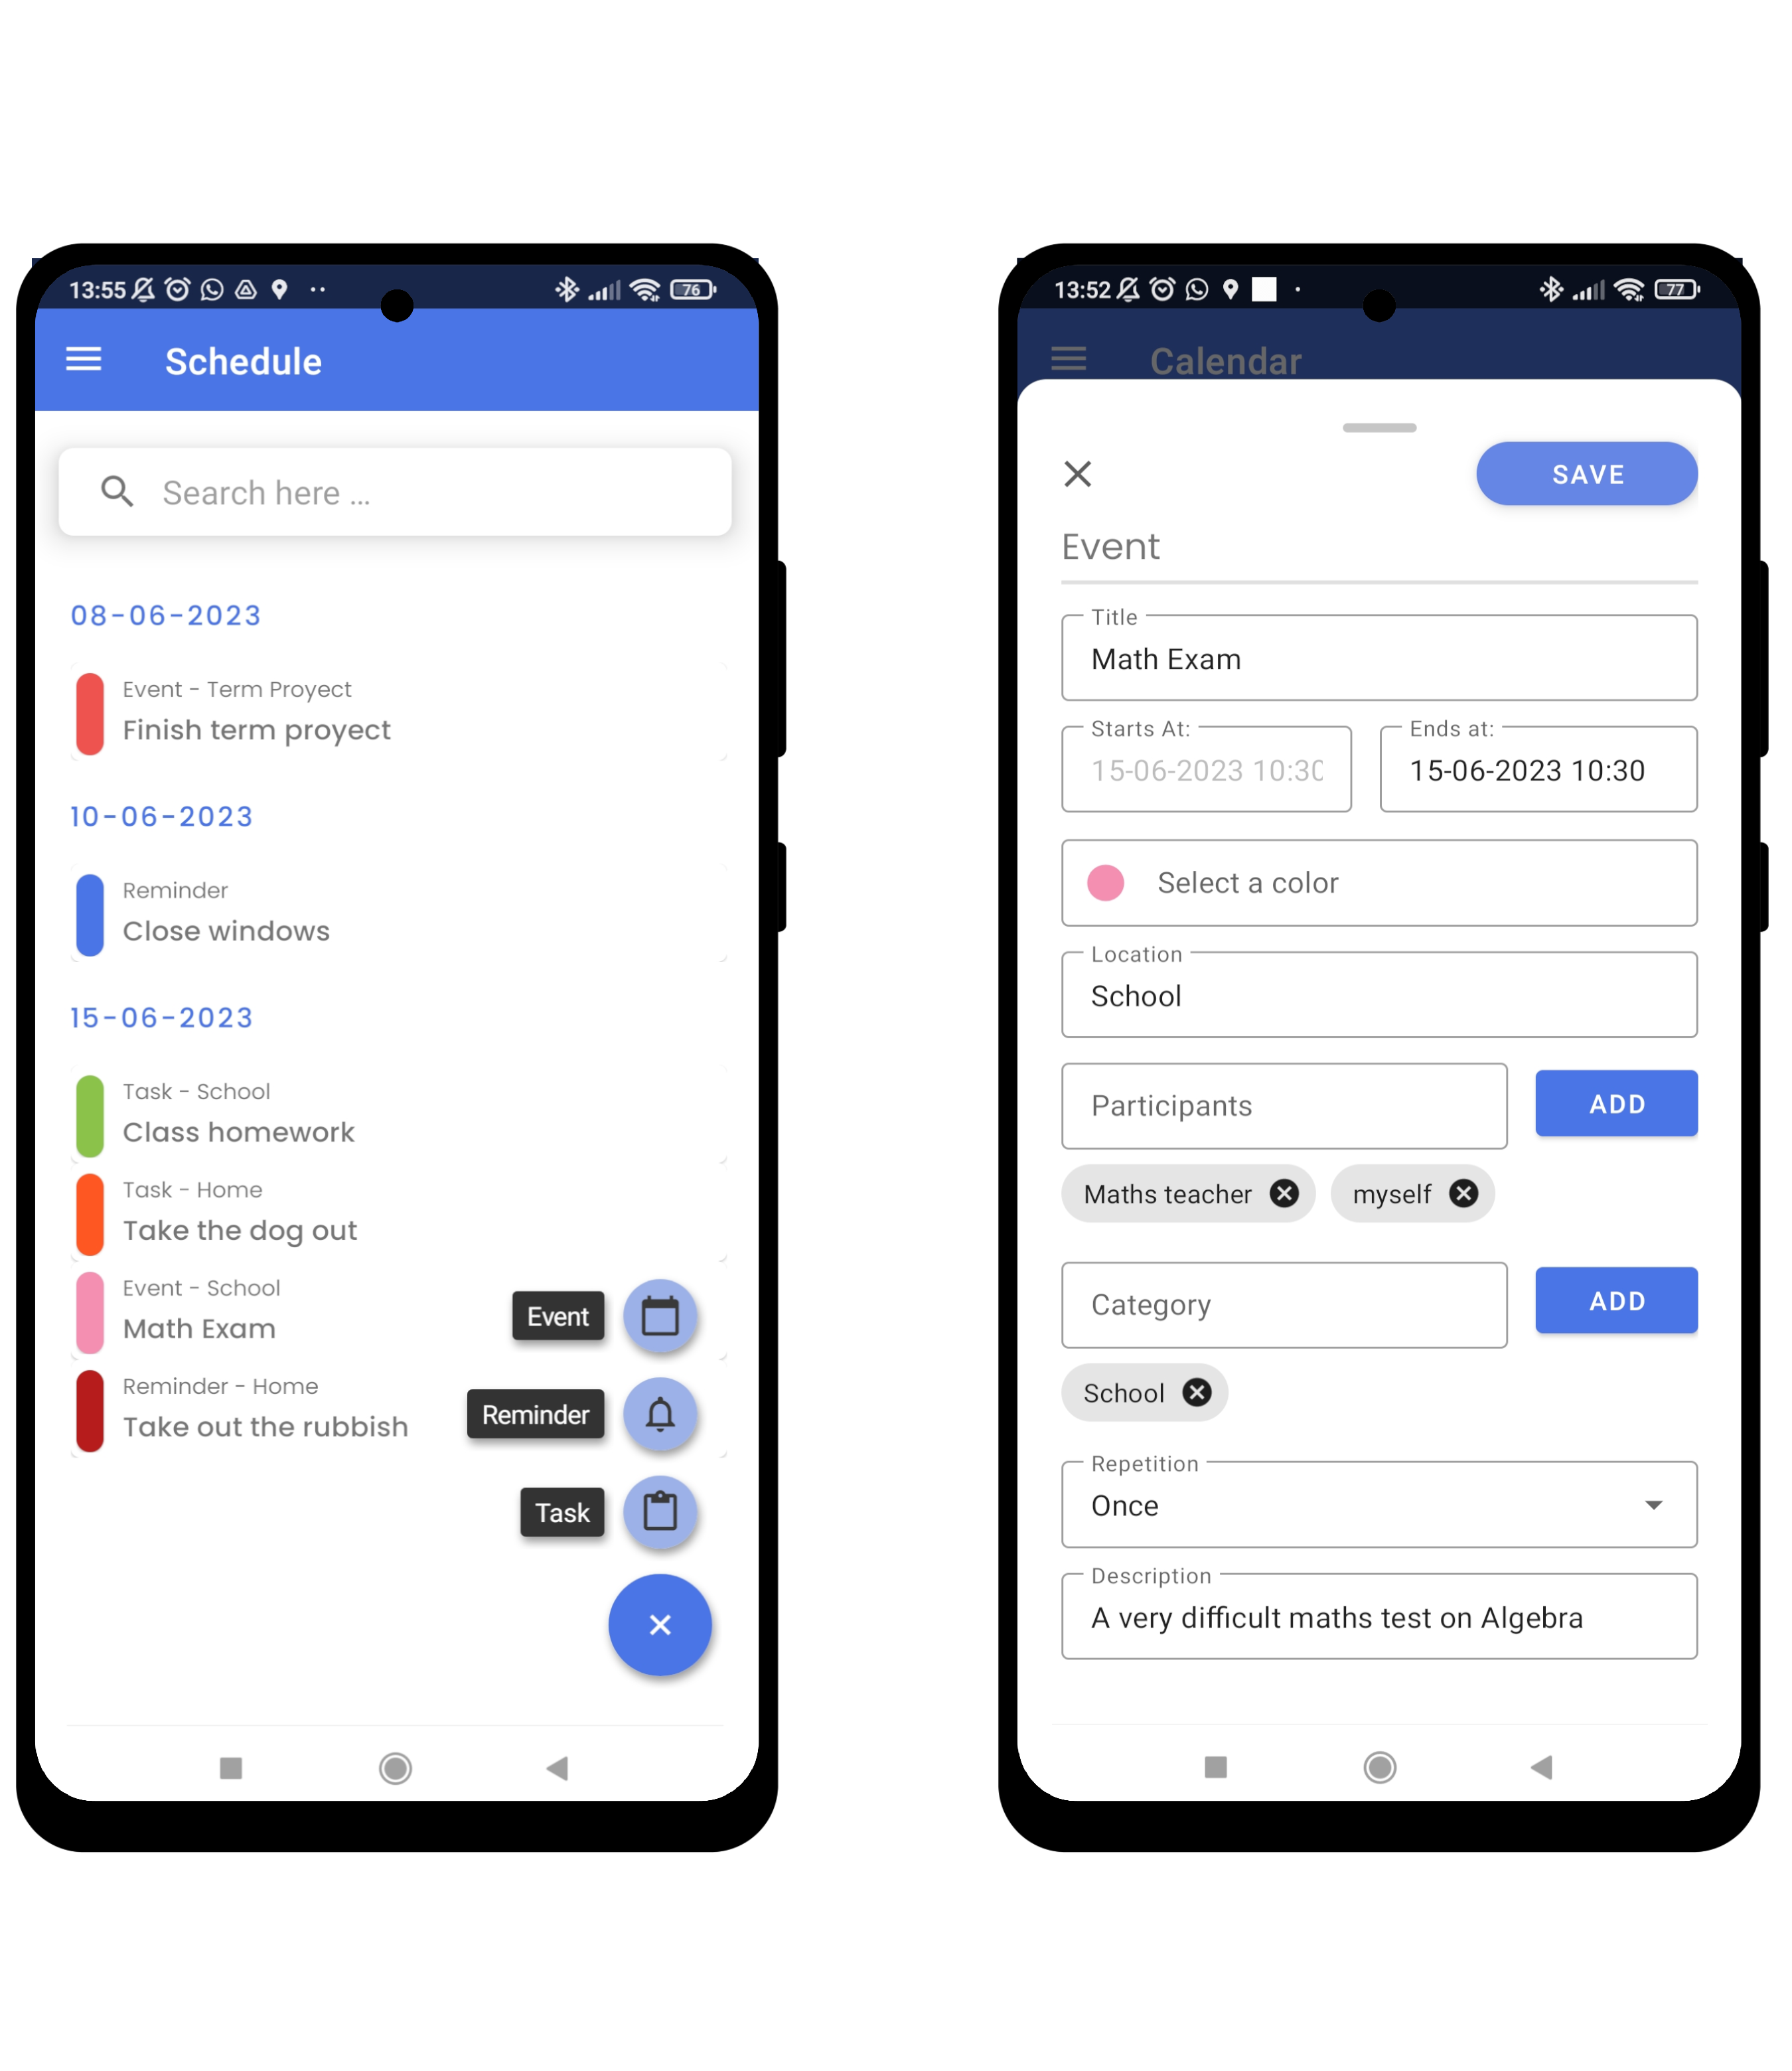 13:55
76
Schedule
Search here ...
08-06-2023
Event - Term Proyect
Finish term proyect
10-06-2023
Reminder
Close windows
15-06-2023
Task - School
Class homework
Task - Home
Take the dog out
Event - School
Math Exam
Event
Reminder - Home
Take out the rubbish
Reminder
Task
13:52
77
Calendar
SAVE
Event
Title
Math Exam
Starts At:
15-06-2023 10:30
Ends at:
15-06-2023 10:30
Select a color
Location
School
Participants
ADD
Maths teacher
myself
Category
ADD
School
Repetition
Once
Description
A very difficult maths test on Algebra